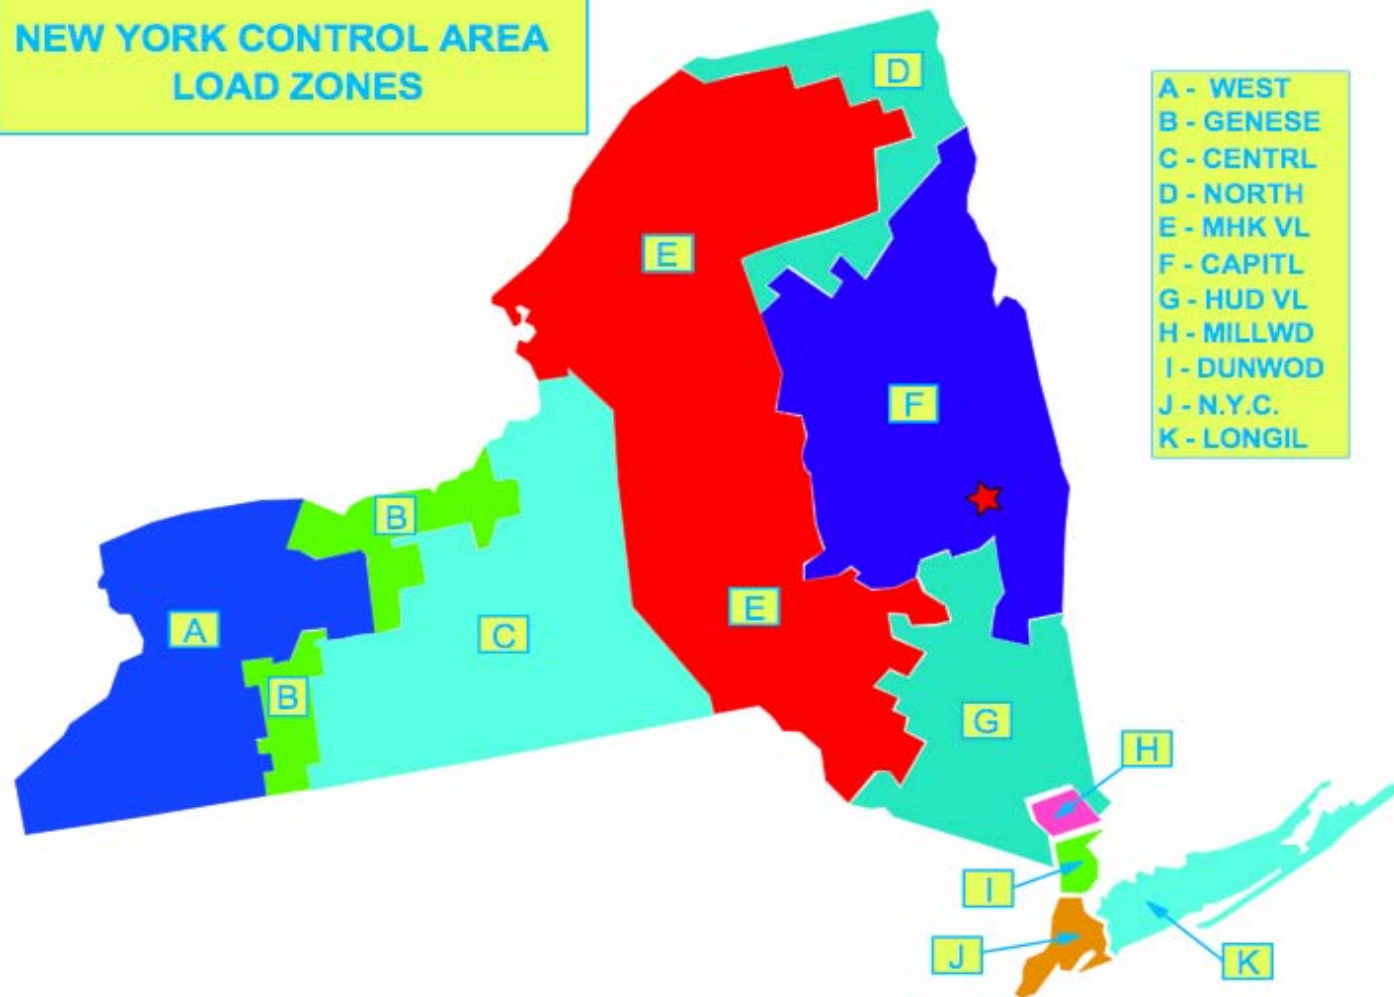 NEW YORK CONTROL AREA
LOAD ZONES
A - WEST
B - GENESE
C - CENTRL
D - NORTH
E - MHK VL
F - CAPITL
G - HUD VL
H - MILLWD
I - DUNWOD
J - N.Y.C.
K - LONGIL
D
E
F
B
A
C
E
B
G
H
I
J
K